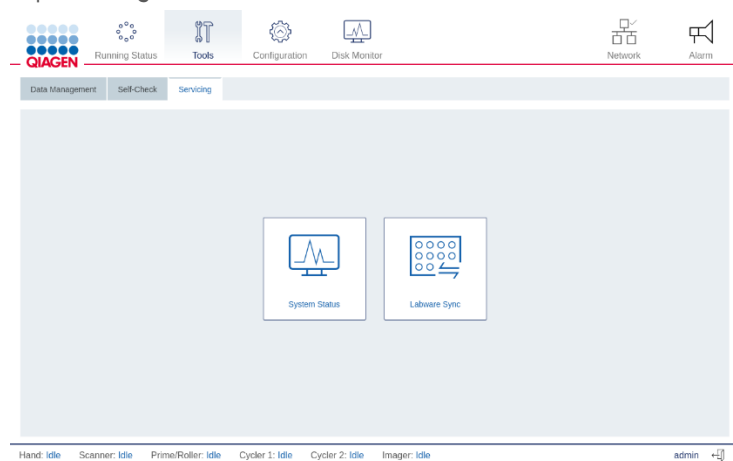 QIAGEN
Running Status
Tools
Configuration
Disk Monitor
Network
Alarm
Data Management Self-Check Servicing
System Status
Labware Sync
Hand: Idle Scanner: Idle Prime/Roller: Idle Cycler 1: Idle Cycler 2: Idle Imager: Idle admin